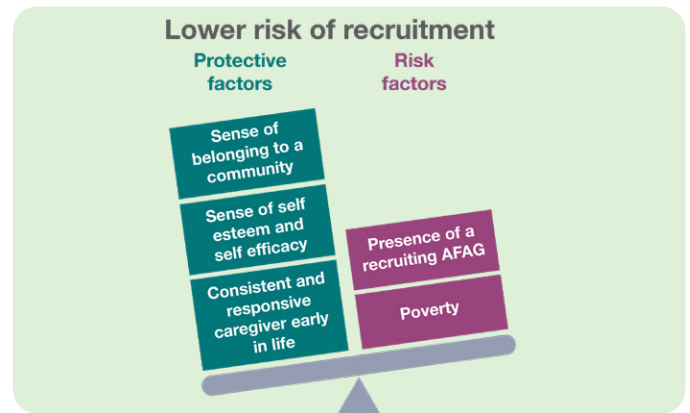 Lower risk of recruitment
Protective
factors
Risk
factors
Sense of
belonging to a
community
Sense of self
esteem and
self efficacy
Consistent and
responsive
caregiver early
in life
Presence of a
recruiting AFAG
Poverty